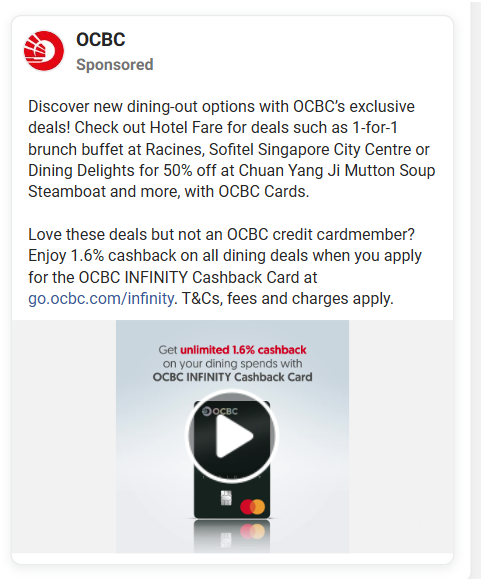 OCBC
Sponsored
Discover new dining-out options with OCBC's exclusive
deals! Check out Hotel Fare for deals such as 1-for-1
brunch buffet at Racines, Sofitel Singapore City Centre or
Dining Delights for 50% off at Chuan Yang Ji Mutton Soup
Steamboat and more, with OCBC Cards.
Love these deals but not an OCBC credit cardmember?
Enjoy 1.6% cashback on all dining deals when you apply
for the OCBC INFINITY Cashback Card at
go.ocbc.com/infinity. T&Cs, fees and charges apply.
Get unlimited 1.6% cashback
on your dining spends with
OCBC INFINITY Cashback Card
OCBC